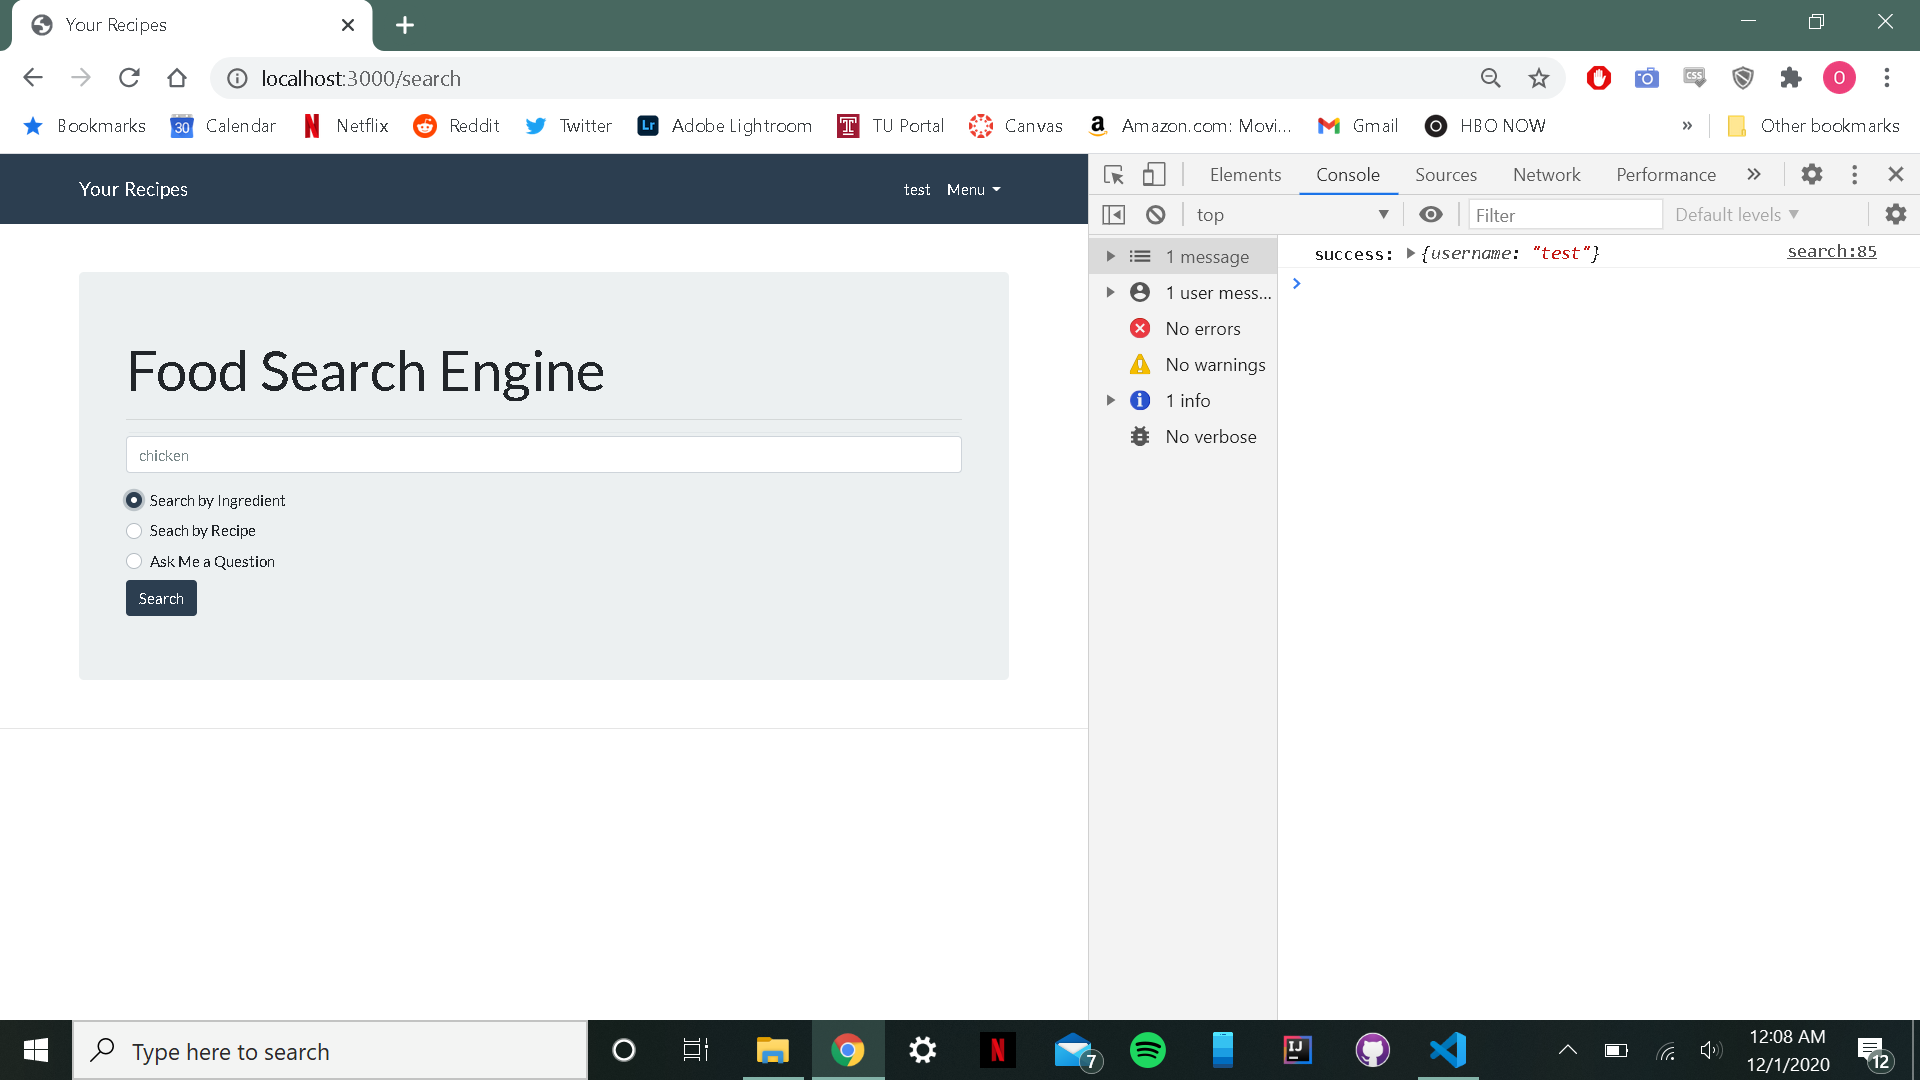 Your Recipes
localhost:3000/search
O
Bookmarks
30 Calendar
N Netflix
Reddit
Twitter
Lr Adobe Lightroom
T TU Portal
Canvas
a Amazon.com: Movi...
Gmail
HBO NOW
»
Other bookmarks
Your Recipes
test
Menu
Food Search Engine
chicken
Search by Ingredient
Seach by Recipe
Ask Me a Question
Search
Elements Console Sources Network Performance »
top
Filter
Default levels
1 message
1 user mess...
No errors
No warnings
1 info
No verbose
success: {username: "test"}
search:85
Type here to search
N
7
IJ
12:08 AM
12/1/2020
12